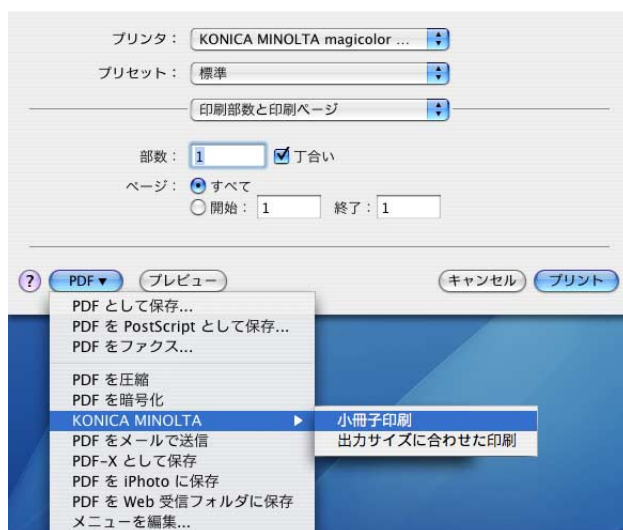 プリンタ： KONICA MINOLTA magicolor ...
プリセット： 標準
印刷部数と印刷ページ
部数： 1 丁合い
ページ： すべて
開始： 1 終了： 1
? PDF▼ プレビュー キャンセル プリント
PDF として保存...
PDF を PostScript として保存...
PDF をファクス...
PDF を圧縮
PDF を暗号化
KONICA MINOLTA ▶ 小冊子印刷
PDF をメールで送信 出力サイズに合わせた印刷
PDF-X として保存
PDF を iPhoto に保存
PDF を Web 受信フォルダに保存
メニューを編集...